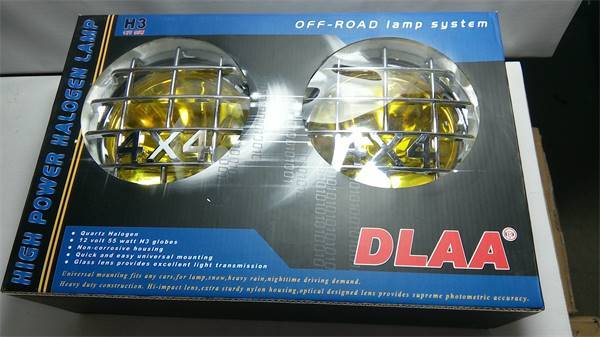 H3
12V 55W
OFF-ROAD lamp system
HIGH POWER HALOGEN LAMP
4X4
4X4
DLAA®
Quartz Halogen
12 volt 55 watt H3 globes
Non-corrosive housing
Quick and easy universal mounting
Glass lens provides excellent light transmission
Universal mounting fits any cars,for lamp,snow,heavy rain,nighttime driving demand.
Heavy duty construction. Hi-impact lens,extra sturdy nylon housing,optical designed lens provides supreme photometric accuracy.